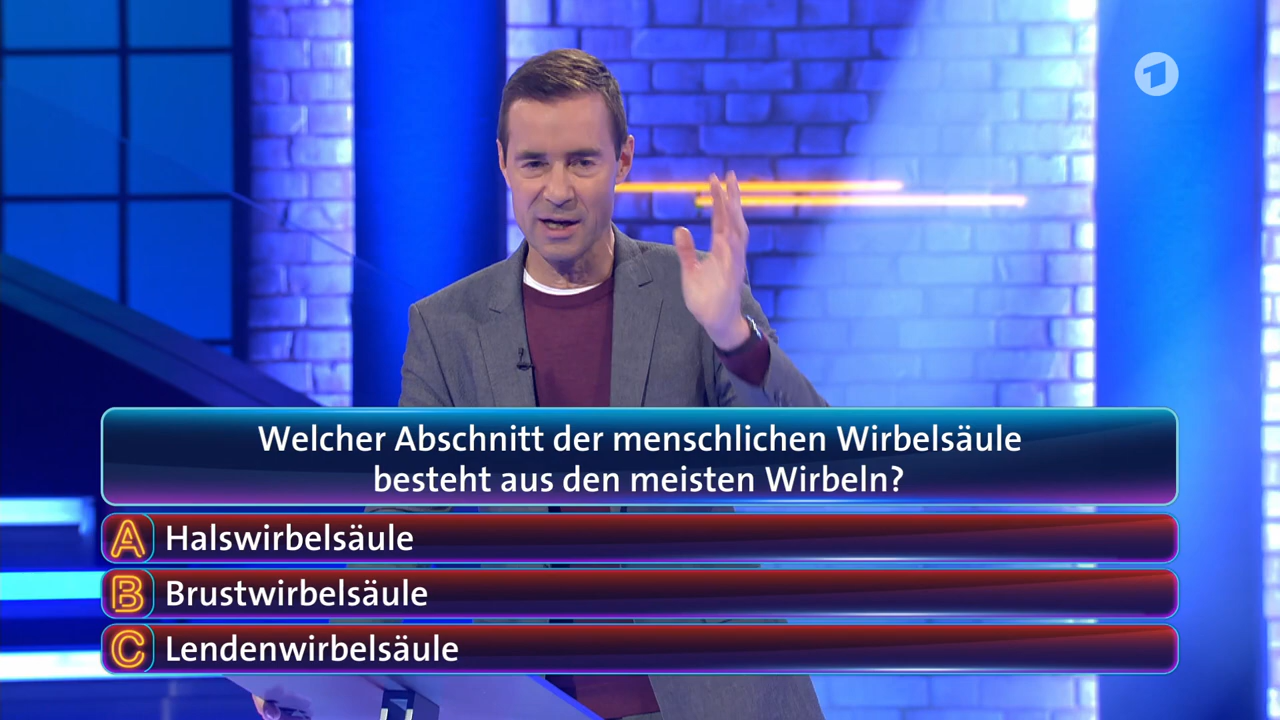 1
Welcher Abschnitt der menschlichen Wirbelsäule
besteht aus den meisten Wirbeln?
A Halswirbelsäule
B Brustwirbelsäule
C Lendenwirbelsäule